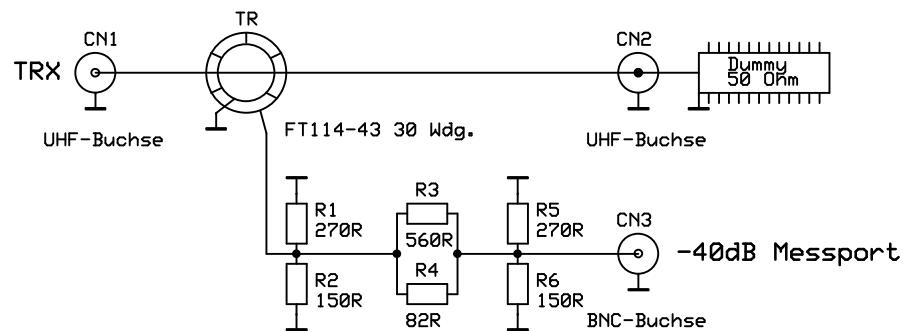 TR
CN1
CN2
TRX
Dummy
50 Ohm
FT114-43 30 Wdg.
UHF-Buchse
UHF-Buchse
R1
270R
R3
560R
R5
270R
CN3
-40dB Messport
R2
150R
R4
82R
R6
150R
BNC-Buchse